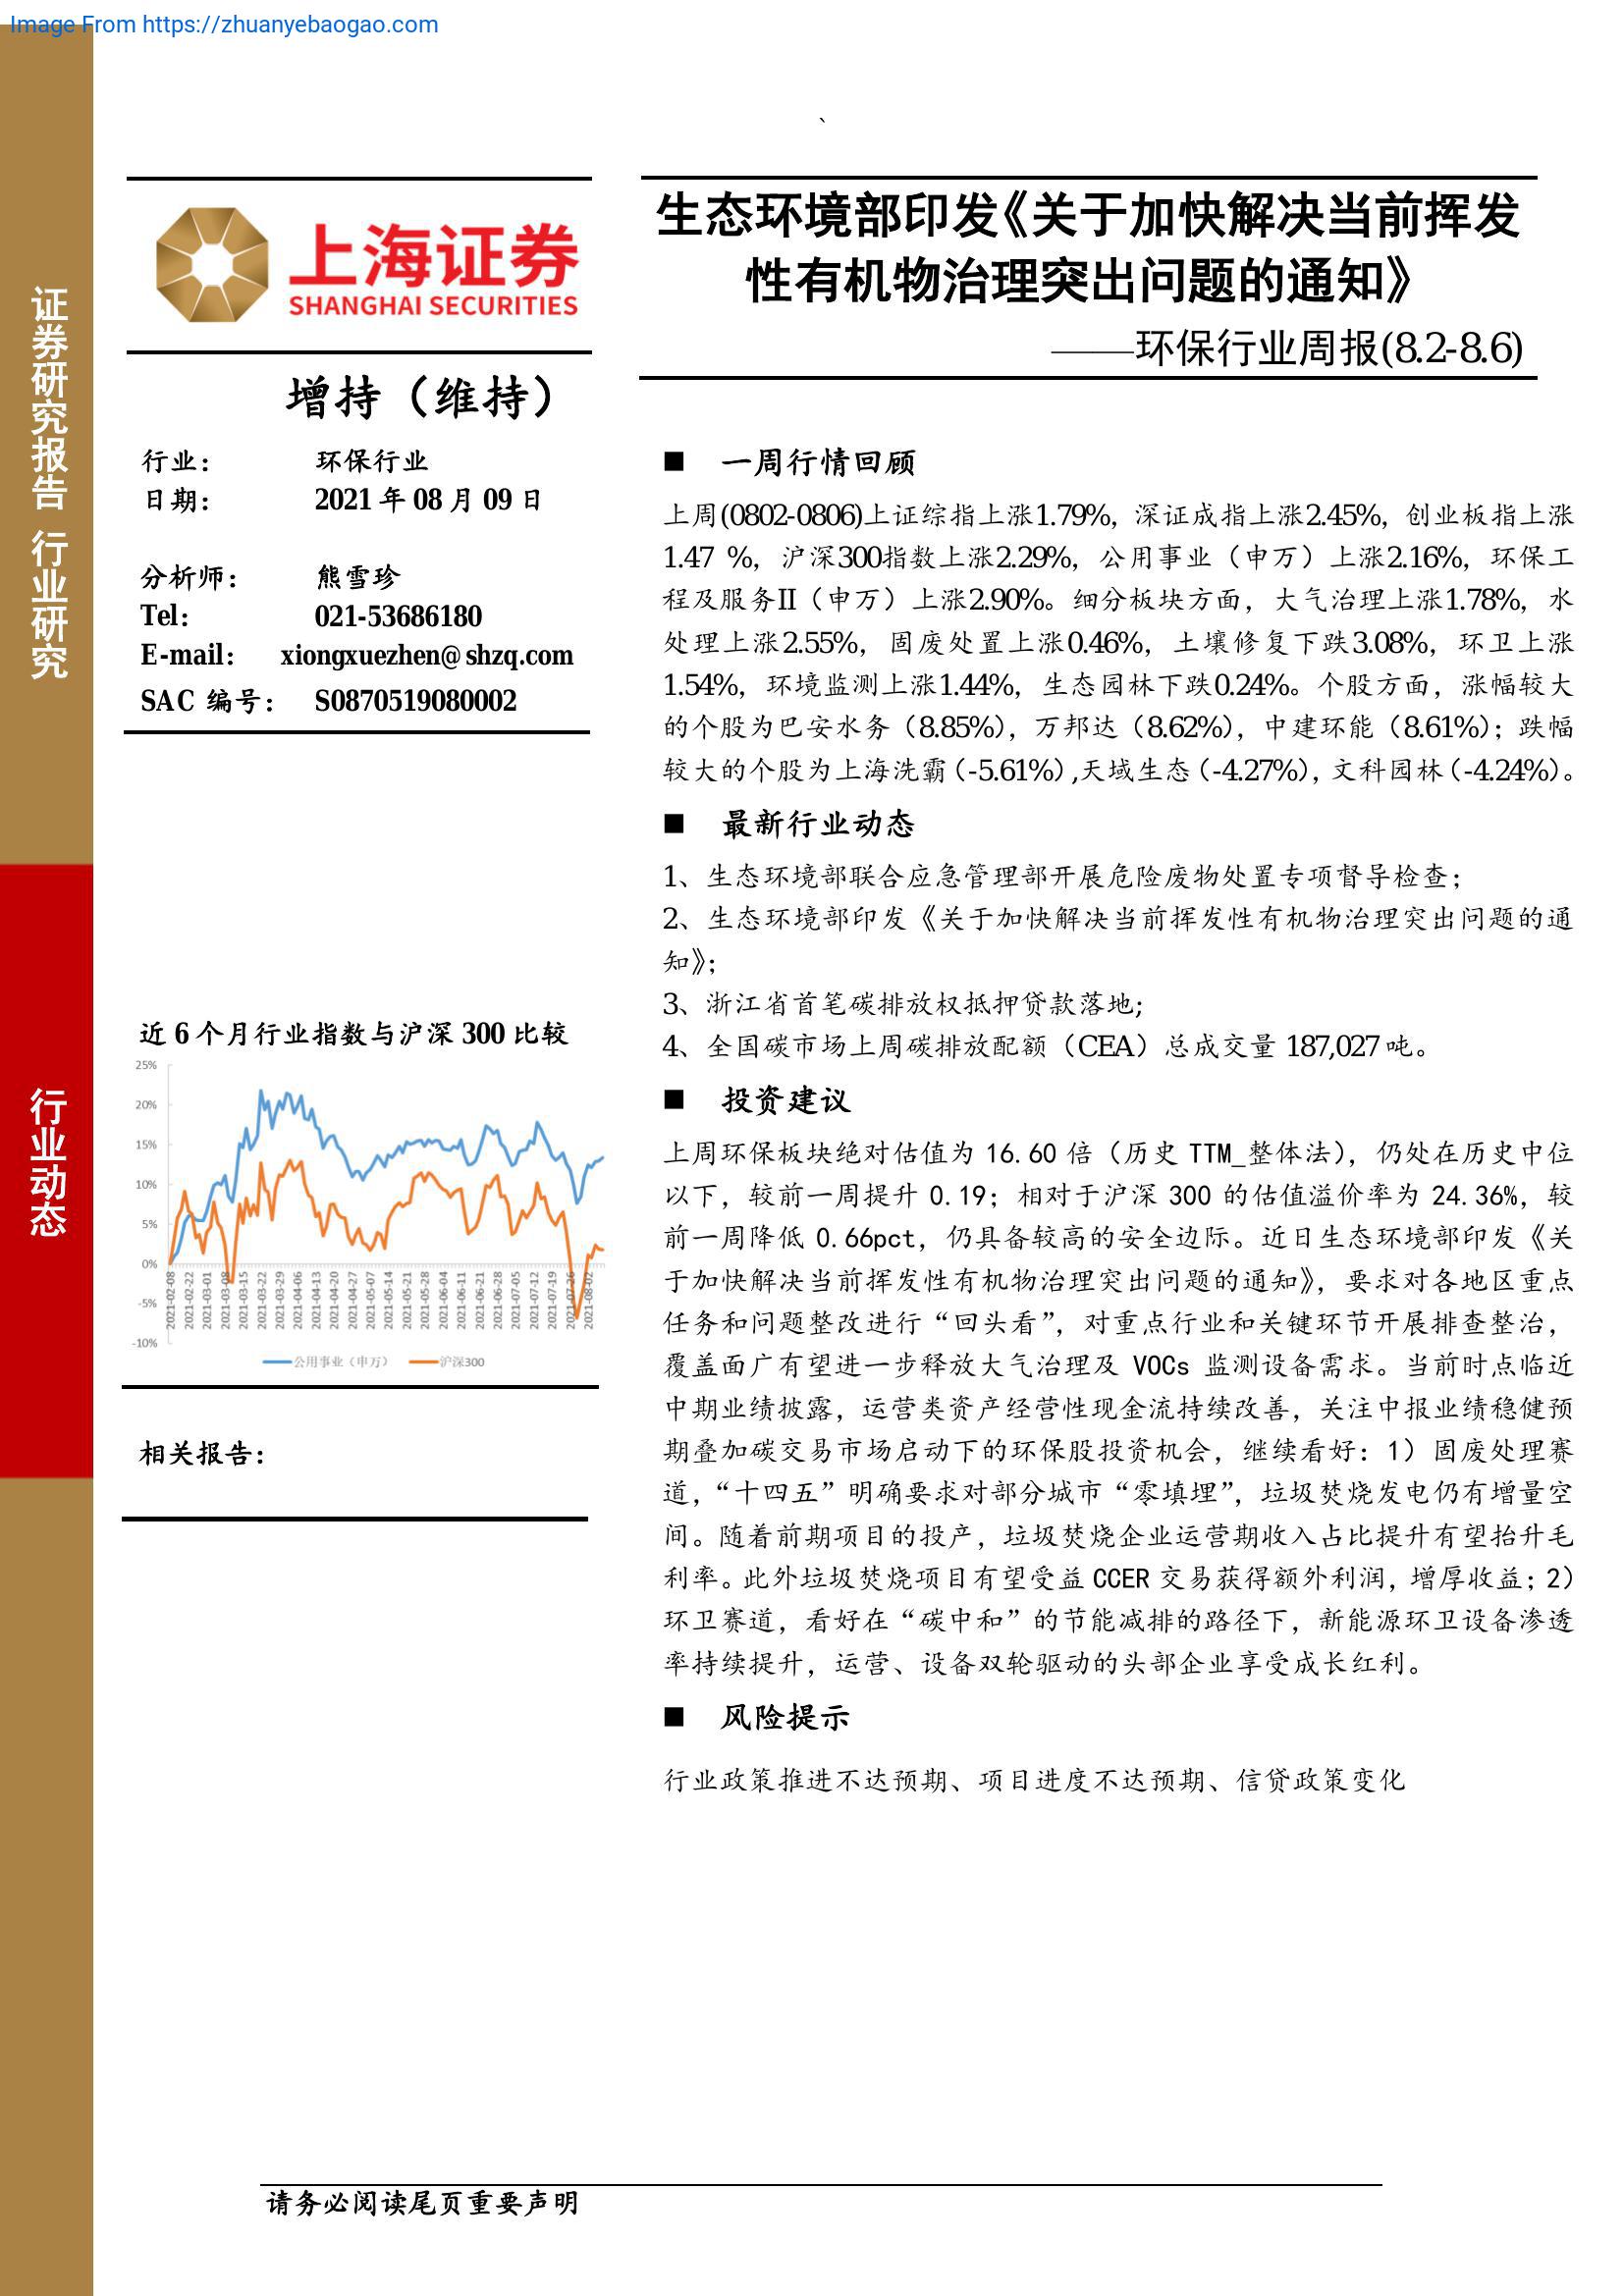 Image From https://zhuanyebaogao.com
、
证券研究报告 行业研究
行业动态
上海证券
SHANGHAI SECURITIES
增持（维持）
行业： 环保行业
日期： 2021 年 08 月 09 日
分析师： 熊雪珍
Tel： 021-53686180
E-mail： xiongxuezhen@shzq.com
SAC 编号： S0870519080002
近 6 个月行业指数与沪深 300 比较
25%
20%
15%
10%
5%
0%
-5%
-10%
2021-02-08
2021-02-22
2021-03-01
2021-03-08
2021-03-15
2021-03-22
2021-03-29
2021-04-06
2021-04-13
2021-04-20
2021-04-27
2021-05-07
2021-05-14
2021-05-21
2021-05-28
2021-06-04
2021-06-11
2021-06-21
2021-06-28
2021-07-05
2021-07-12
2021-07-19
2021-07-26
2021-08-02
公用事业（申万） 沪深300
相关报告：
生态环境部印发《关于加快解决当前挥发
性有机物治理突出问题的通知》
——环保行业周报(8.2-8.6)
■ 一周行情回顾
上周(0802-0806)上证综指上涨1.79%，深证成指上涨2.45%，创业板指上涨
1.47 %，沪深300指数上涨2.29%，公用事业（申万）上涨2.16%，环保工
程及服务II（申万）上涨2.90%。细分板块方面，大气治理上涨1.78%，水
处理上涨2.55%，固废处置上涨0.46%，土壤修复下跌3.08%，环卫上涨
1.54%，环境监测上涨1.44%，生态园林下跌0.24%。个股方面，涨幅较大
的个股为巴安水务（8.85%），万邦达（8.62%），中建环能（8.61%）；跌幅
较大的个股为上海洗霸（-5.61%）,天域生态（-4.27%），文科园林（-4.24%）。
■ 最新行业动态
1、生态环境部联合应急管理部开展危险废物处置专项督导检查；
2、生态环境部印发《关于加快解决当前挥发性有机物治理突出问题的通
知》；
3、浙江省首笔碳排放权抵押贷款落地；
4、全国碳市场上周碳排放配额（CEA）总成交量 187,027 吨。
■ 投资建议
上周环保板块绝对估值为 16.60 倍（历史 TTM_整体法），仍处在历史中位
以下，较前一周提升 0.19；相对于沪深 300 的估值溢价率为 24.36%，较
前一周降低 0.66pct，仍具备较高的安全边际。近日生态环境部印发《关
于加快解决当前挥发性有机物治理突出问题的通知》，要求对各地区重点
任务和问题整改进行“回头看”，对重点行业和关键环节开展排查整治，
覆盖面广有望进一步释放大气治理及 VOCs 监测设备需求。当前时点临近
中期业绩披露，运营类资产经营性现金流持续改善，关注中报业绩稳健预
期叠加碳交易市场启动下的环保股投资机会，继续看好：1）固废处理赛
道，“十四五”明确要求对部分城市“零填埋”，垃圾焚烧发电仍有增量空
间。随着前期项目的投产，垃圾焚烧企业运营期收入占比提升有望抬升毛
利率。此外垃圾焚烧项目有望受益 CCER 交易获得额外利润，增厚收益；2）
环卫赛道，看好在“碳中和”的节能减排的路径下，新能源环卫设备渗透
率持续提升，运营、设备双轮驱动的头部企业享受成长红利。
■ 风险提示
行业政策推进不达预期、项目进度不达预期、信贷政策变化
请务必阅读尾页重要声明